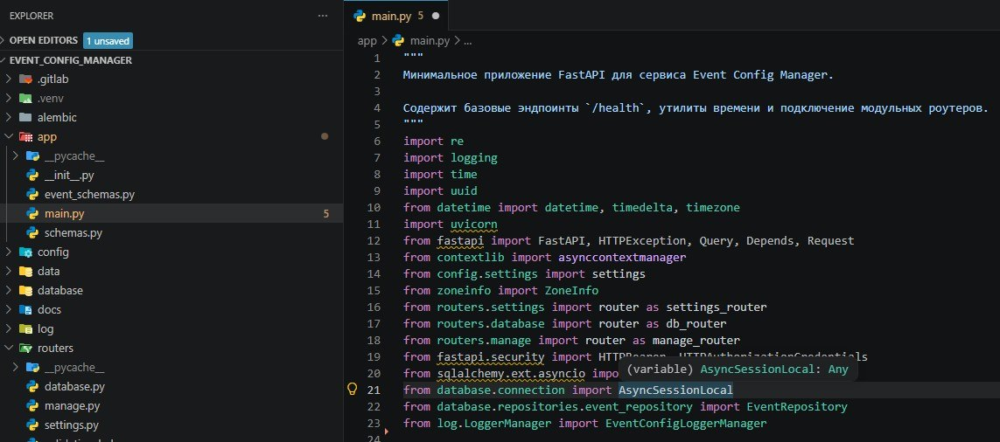 EXPLORER
OPEN EDITORS 1 unsaved
EVENT_CONFIG_MANAGER
.gitlab
.venv
alembic
app
__pycache__
__init__.py
event_schemas.py
main.py 5
schemas.py
config
data
database
docs
log
routers
__pycache__
database.py
manage.py
settings.py
main.py 5
app > main.py > ...
1 """
2 Минимальное приложение FastAPI для сервиса Event Config Manager.
3
4 Содержит базовые эндпоинты `/health`, утилиты времени и подключение модульных роутеров.
5 """
6 import re
7 import logging
8 import time
9 import uuid
10 from datetime import datetime, timedelta, timezone
11 import uvicorn
12 from fastapi import FastAPI, HTTPException, Query, Depends, Request
13 from contextlib import asynccontextmanager
14 from config.settings import settings
15 from zoneinfo import ZoneInfo
16 from routers.settings import router as settings_router
17 from routers.database import router as db_router
18 from routers.manage import router as manage_router
19 from fastapi.security import HTTPBearer, HTTPAuthorizationCredentials
(variable) AsyncSessionLocal: Any
20 from sqlalchemy.ext.asyncio impo
21 from database.connection import AsyncSessionLocal
22 from database.repositories.event_repository import EventRepository
23 from log.LoggerManager import EventConfigLoggerManager
24